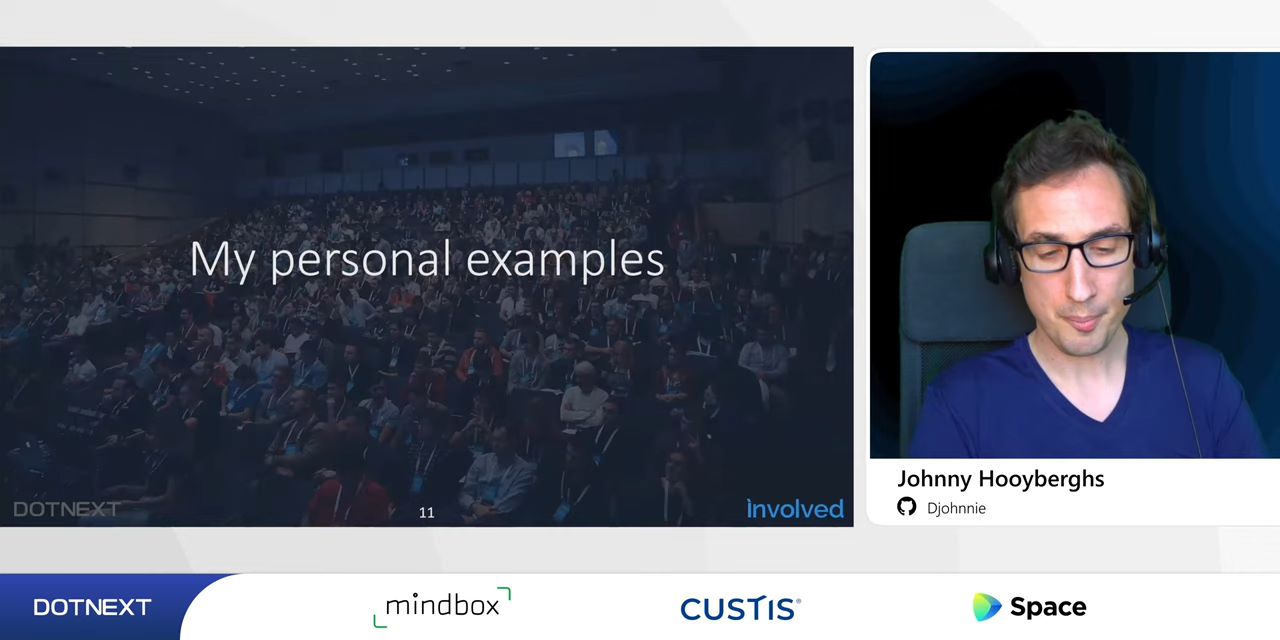 My personal examples
DOTNEXT
11
involved
Johnny Hooyberghs
Djohnnie
DOTNEXT
mindbox
CUSTIS®
Space